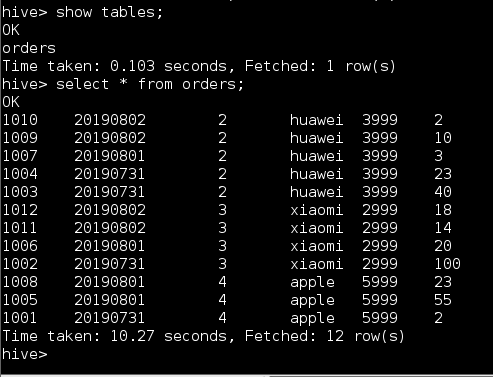 hive> show tables;
OK
orders
Time taken: 0.103 seconds, Fetched: 1 row(s)
hive> select * from orders;
OK
1010 20190802 2 huawei 3999 2
1009 20190802 2 huawei 3999 10
1007 20190801 2 huawei 3999 3
1004 20190731 2 huawei 3999 23
1003 20190731 2 huawei 3999 40
1012 20190802 3 xiaomi 2999 18
1011 20190802 3 xiaomi 2999 14
1006 20190801 3 xiaomi 2999 20
1002 20190731 3 xiaomi 2999 100
1008 20190801 4 apple 5999 23
1005 20190801 4 apple 5999 55
1001 20190731 4 apple 5999 2
Time taken: 10.27 seconds, Fetched: 12 row(s)
hive>